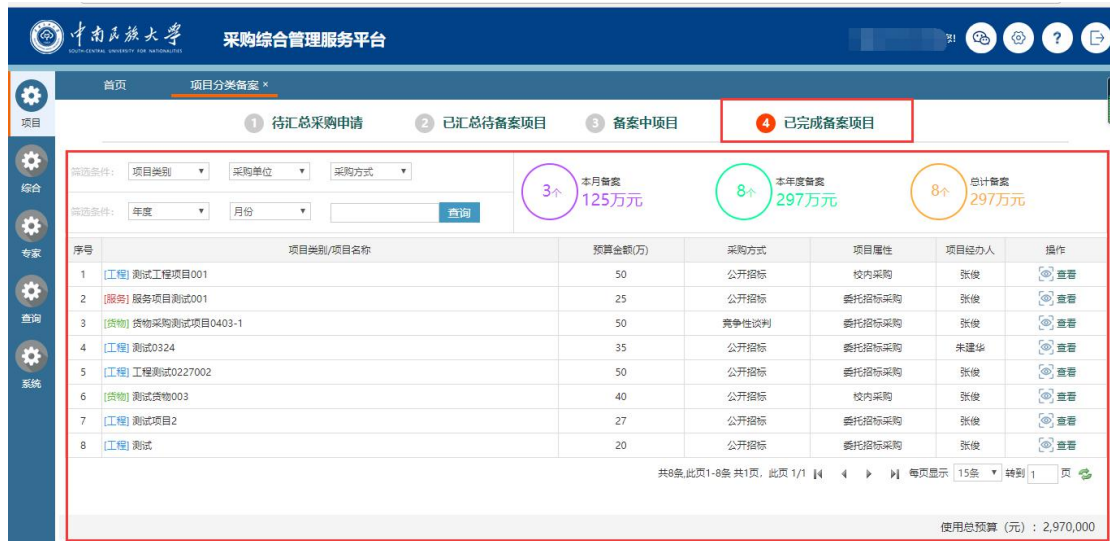 中南民族大学
SOUTH-CENTRAL UNIVERSITY FOR NATIONALITIES
采购综合管理服务平台
首页 项目分类备案 ×
项目
综合
专家
查询
系统
1 待汇总采购申请 2 已汇总待备案项目 3 备案中项目 4 已完成备案项目
筛选条件: 项目类别 采购单位 采购方式
筛选条件: 年度 月份 查询
3个 本月备案 125万元
8个 本年度备案 297万元
8个 总计备案 297万元
序号 项目类别/项目名称 预算金额(万) 采购方式 项目属性 项目经办人 操作
1 [工程] 测试工程项目001 50 公开招标 校内采购 张俊 查看
2 [服务] 服务项目测试001 25 公开招标 委托招标采购 张俊 查看
3 [货物] 货物采购测试项目0403-1 50 竞争性谈判 委托招标采购 张俊 查看
4 [工程] 测试0324 35 公开招标 委托招标采购 朱建华 查看
5 [工程] 工程测试0227002 50 公开招标 委托招标采购 张俊 查看
6 [货物] 测试货物003 40 公开招标 校内采购 张俊 查看
7 [工程] 测试项目2 27 公开招标 委托招标采购 张俊 查看
8 [工程] 测试 20 公开招标 委托招标采购 张俊 查看
共8条,此页1-8条 共1页, 此页 1/1 每页显示 15条 转到 1 页
使用总预算（元）: 2,970,000